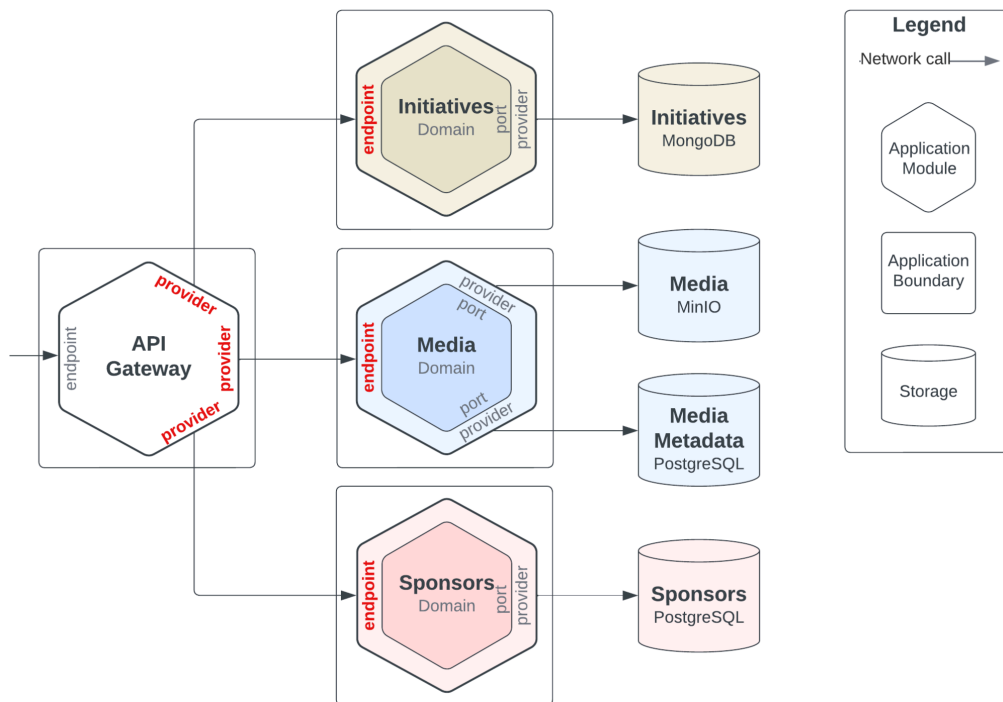 Legend
Network call
Application
Module
Application
Boundary
Storage
endpoint
API
Gateway
provider
provider
provider
endpoint
Initiatives
Domain
port
provider
Initiatives
MongoDB
endpoint
Media
Domain
provider
port
port
provider
Media
MinIO
Media
Metadata
PostgreSQL
endpoint
Sponsors
Domain
port
provider
Sponsors
PostgreSQL